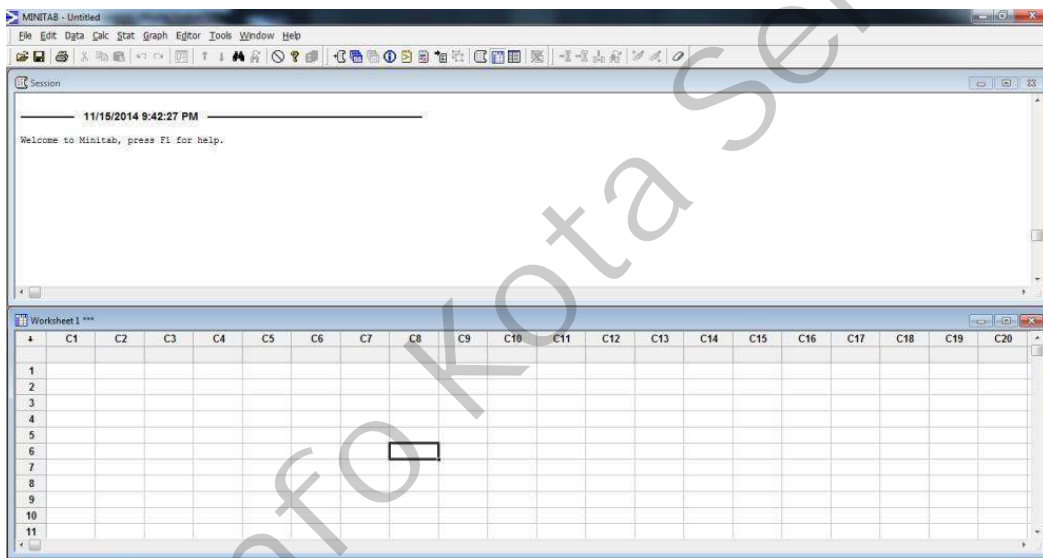 MINITAB - Untitled
File Edit Data Calc Stat Graph Editor Tools Window Help
Session
11/15/2014 9:42:27 PM
Welcome to Minitab, press F1 for help.
Worksheet 1 ***
C1 C2 C3 C4 C5 C6 C7 C8 C9 C10 C11 C12 C13 C14 C15 C16 C17 C18 C19 C20
1
2
3
4
5
6
7
8
9
10
11
nfo Kota Ser